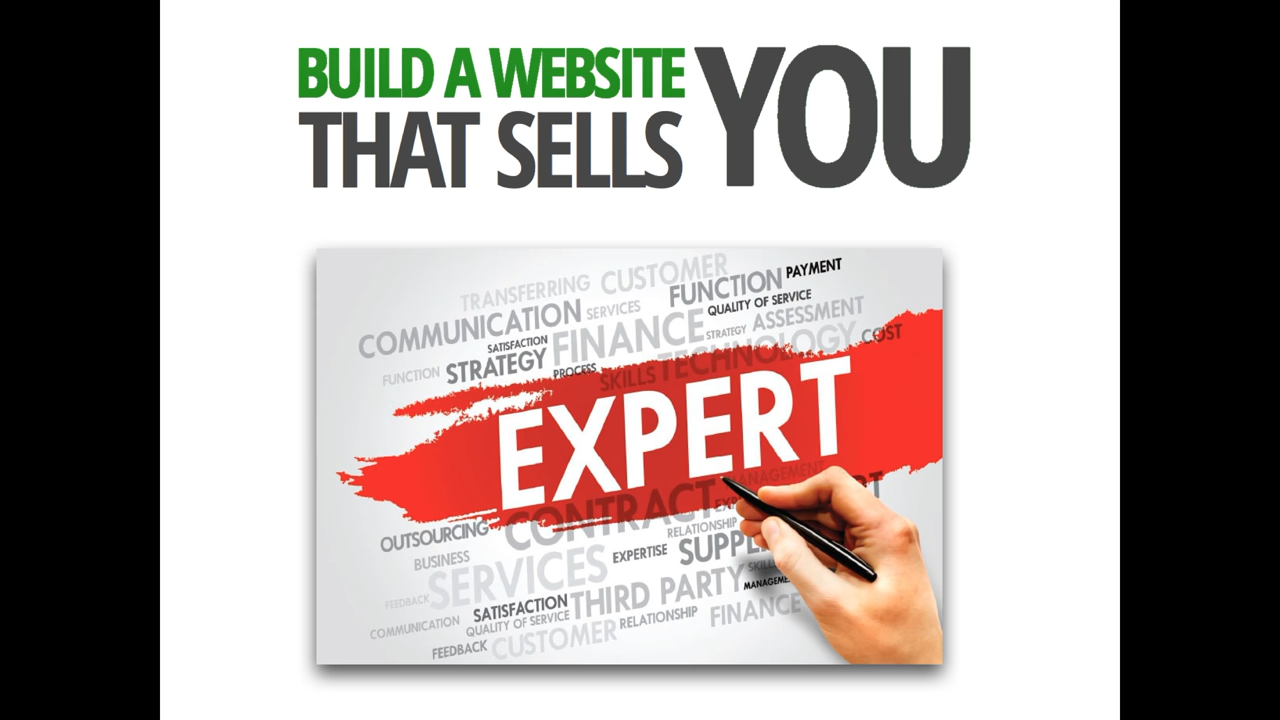 BUILD A WEBSITE
THAT SELLS
YOU
TRANSFERRING
CUSTOMER
PAYMENT
FUNCTION
COMMUNICATION
SERVICES
QUALITY OF SERVICE
SATISFACTION
FINANCE
STRATEGY
ASSESSMENT
FUNCTION
STRATEGY
PROCESS
SKILLS
TECHNOLOGY
COST
EXPERT
MANAGEMENT
OUTSOURCING
CONTRACT
RELATIONSHIP
BUSINESS
EXPERTISE
FEEDBACK
SERVICES
SATISFACTION
THIRD PARTY
COMMUNICATION
QUALITY OF SERVICE
RELATIONSHIP
FINANCE
FEEDBACK
CUSTOMER